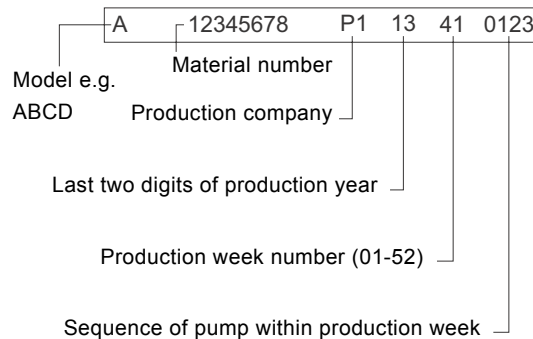 A 12345678 P1 13 41 0123
Material number
Model e.g.
ABCD
Production company
Last two digits of production year
Production week number (01-52)
Sequence of pump within production week